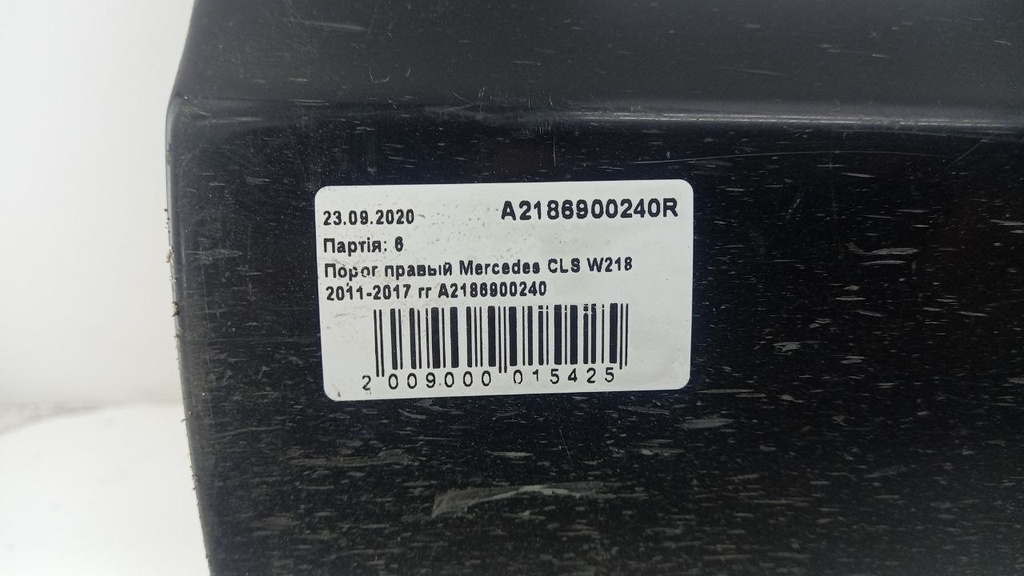 23.09.2020 A2186900240R
Партія: 6
Порог правый Mercedes CLS W218
2011-2017 гг A2186900240
2 009000 015425